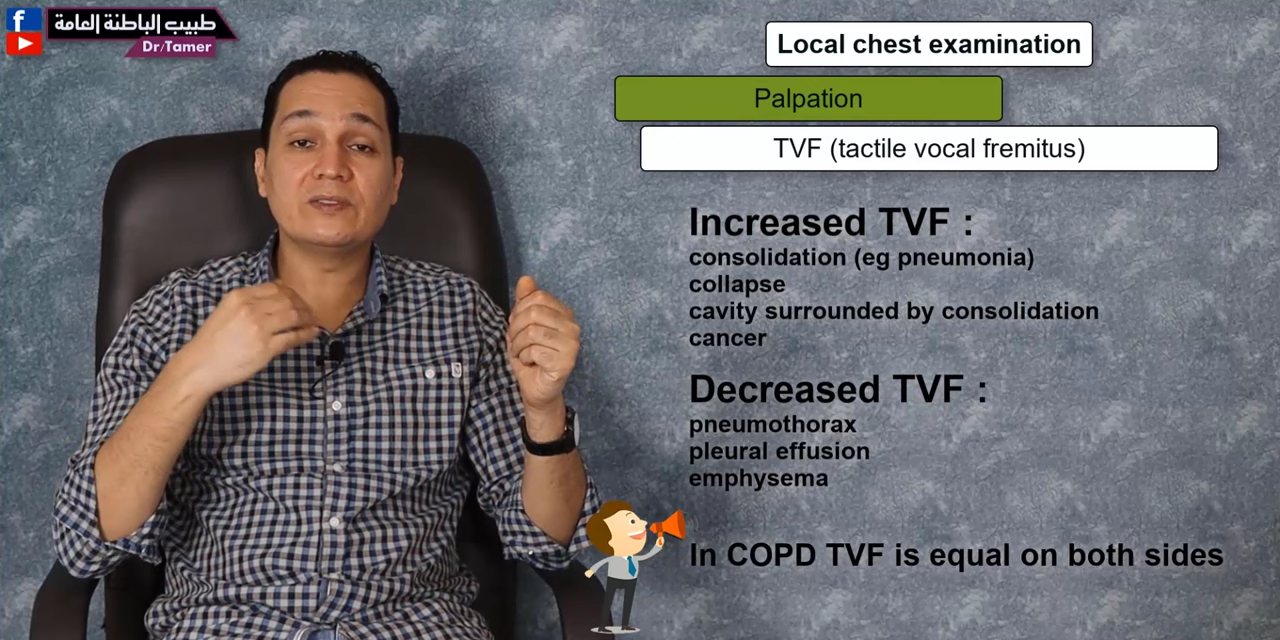 طبيب الباطنة العامة
Dr/Tamer
Local chest examination
Palpation
TVF (tactile vocal fremitus)
Increased TVF :
consolidation (eg pneumonia)
collapse
cavity surrounded by consolidation
cancer
Decreased TVF :
pneumothorax
pleural effusion
emphysema
In COPD TVF is equal on both sides